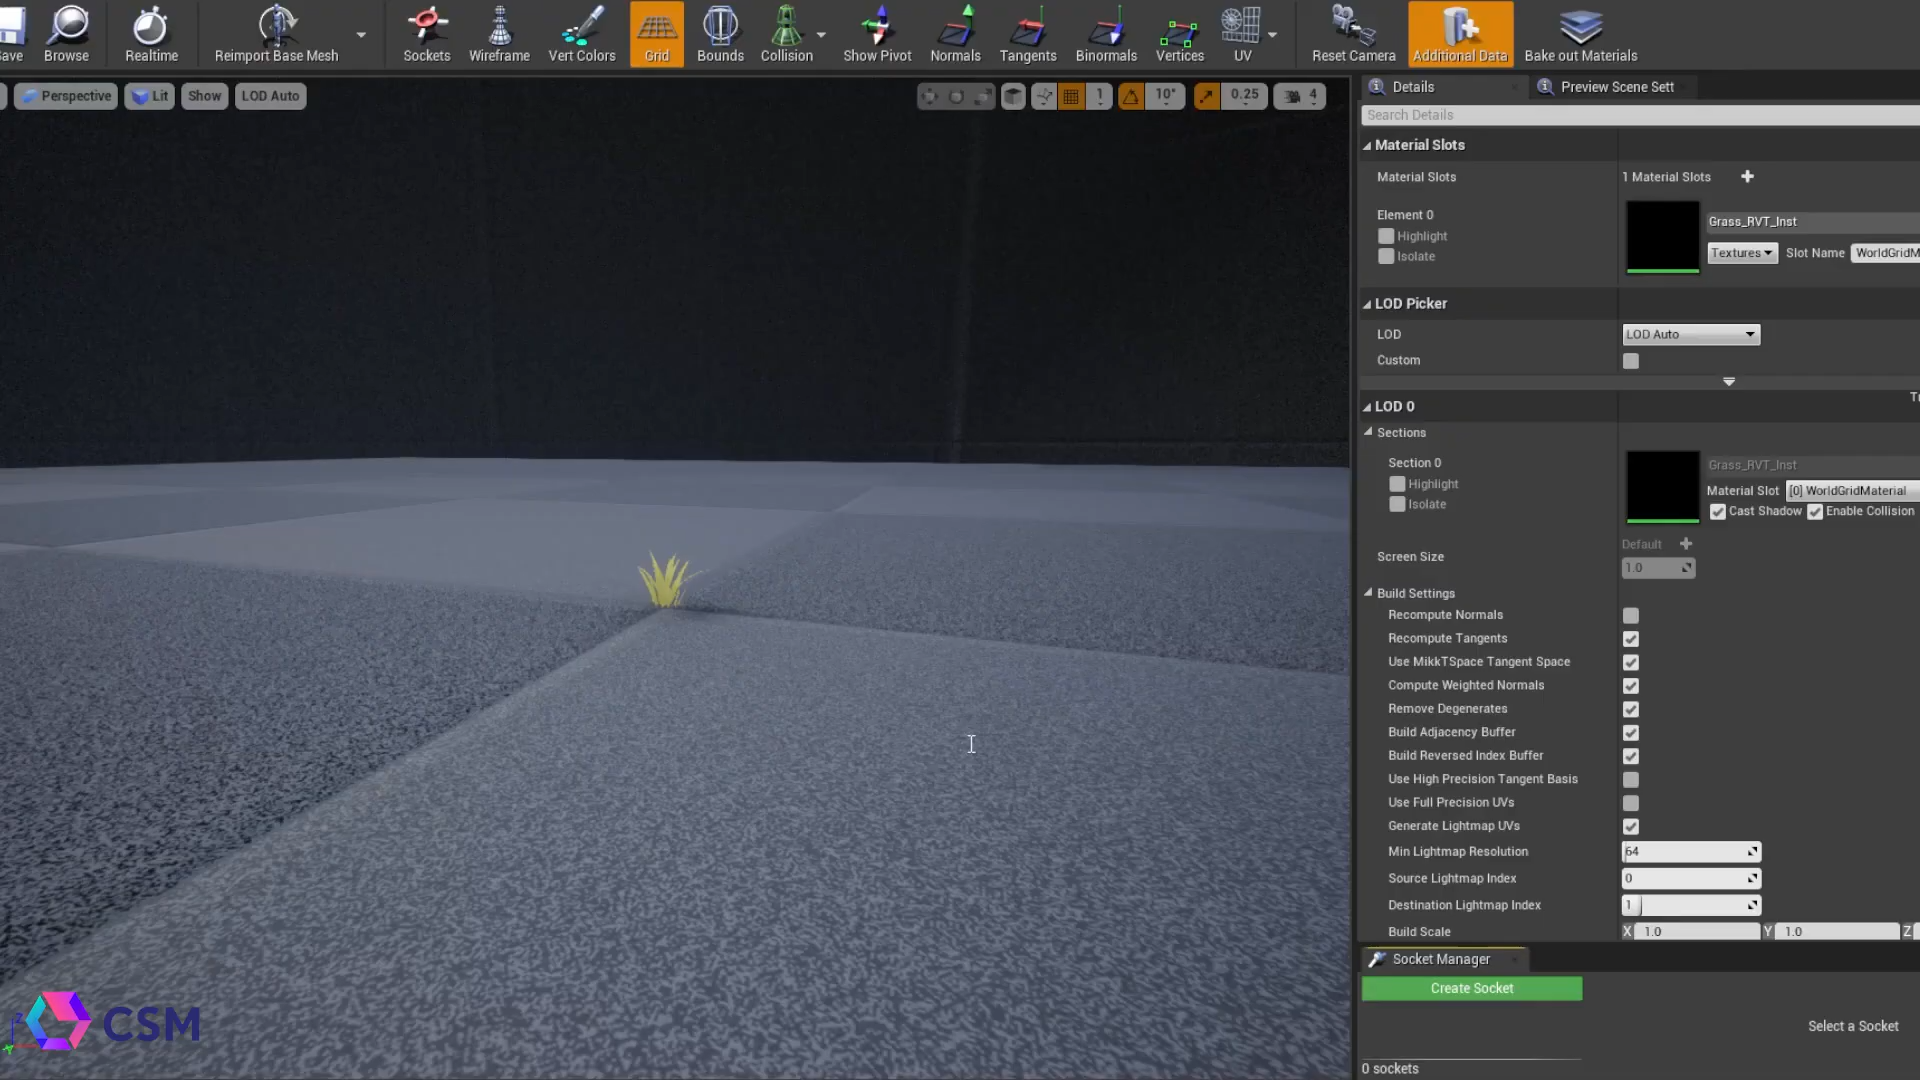 ave
Browse
Realtime
Reimport Base Mesh
Sockets
Wireframe
Vert Colors
Grid
Bounds
Collision
Show Pivot
Normals
Tangents
Binormals
Vertices
UV
Reset Camera
Additional Data
Bake out Materials
Perspective
Lit
Show
LOD Auto
1
10°
0.25
4
Details
Preview Scene Sett
Search Details
Material Slots
Material Slots
1 Material Slots
Element 0
Highlight
Isolate
Grass_RVT_Inst
Textures
Slot Name
WorldGridM
LOD Picker
LOD
LOD Auto
Custom
Tr
LOD 0
Sections
Section 0
Highlight
Isolate
Grass_RVT_Inst
Material Slot
[0] WorldGridMaterial
Cast Shadow
Enable Collision
Screen Size
Default
1.0
Build Settings
Recompute Normals
Recompute Tangents
Use MikkTSpace Tangent Space
Compute Weighted Normals
Remove Degenerates
Build Adjacency Buffer
Build Reversed Index Buffer
Use High Precision Tangent Basis
Use Full Precision UVs
Generate Lightmap UVs
Min Lightmap Resolution
64
Source Lightmap Index
0
Destination Lightmap Index
1
Build Scale
X 1.0 Y 1.0 Z
Socket Manager
Create Socket
Select a Socket
0 sockets
Z
CSM